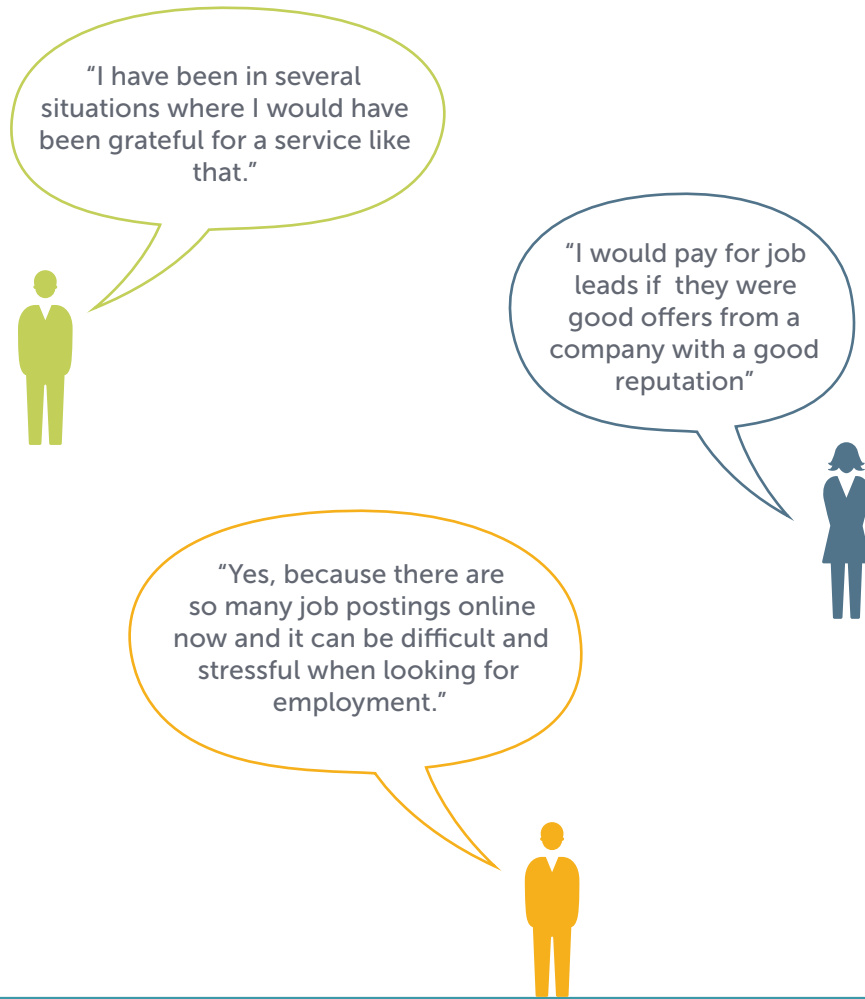 “I have been in several
situations where I would have
been grateful for a service like
that.”
“I would pay for job
leads if  they were
good offers from a
company with a good
reputation”
“Yes, because there are
so many job postings online
now and it can be difficult and
stressful when looking for
employment.”